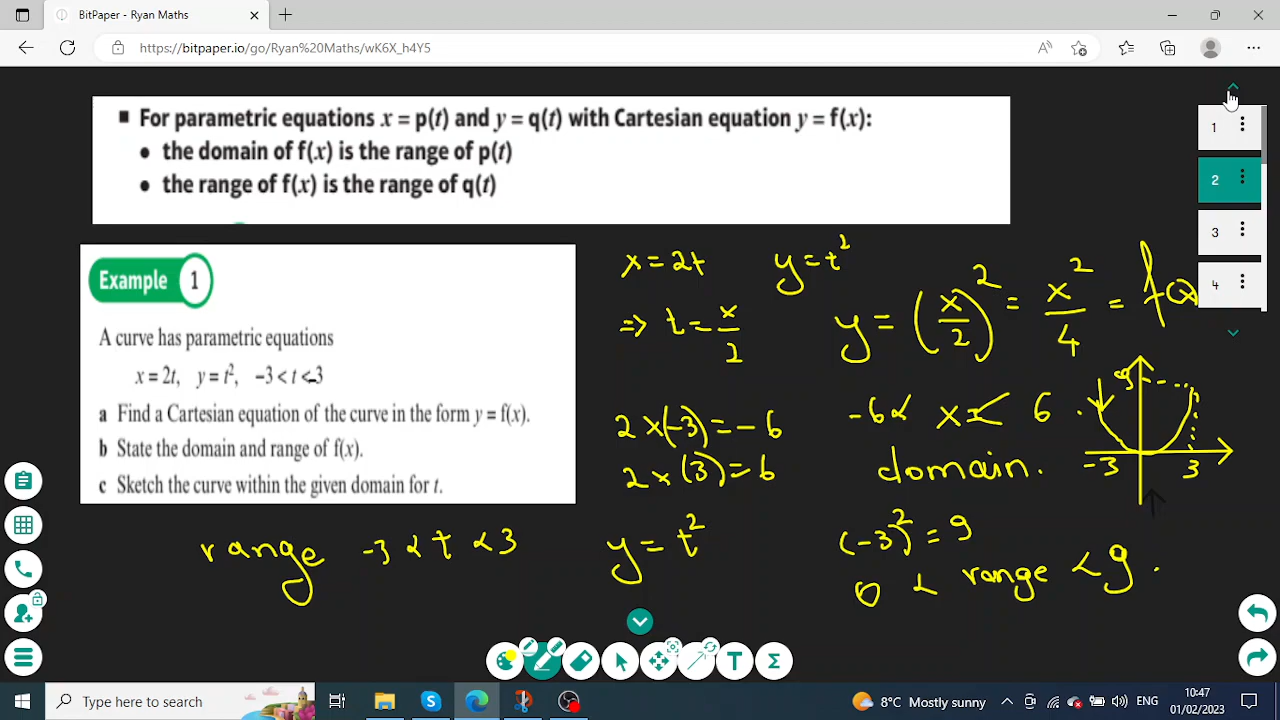 BitPaper - Ryan Maths
https://bitpaper.io/go/Ryan%20Maths/wK6X_h4Y5
For parametric equations x = p(t) and y = q(t) with Cartesian equation y = f(x):
• the domain of f(x) is the range of p(t)
• the range of f(x) is the range of q(t)
1
2
3
4
Example 1
A curve has parametric equations
x = 2t, y = t², −3 < t < 3
a Find a Cartesian equation of the curve in the form y = f(x).
b State the domain and range of f(x).
c Sketch the curve within the given domain for t.
x = 2t y = t²
⇒ t = x/2
y = (x/2)² = x²/4 =
2 x (-3) = -6
2 x (3) = 6
-6 < x < 6 .
domain.
9
-3 3
range -3 < t < 3
y = t²
(-3)² = 9
0 < range < 9 .
T Σ
Type here to search
8°C Mostly sunny
ENG
10:47
01/02/2023